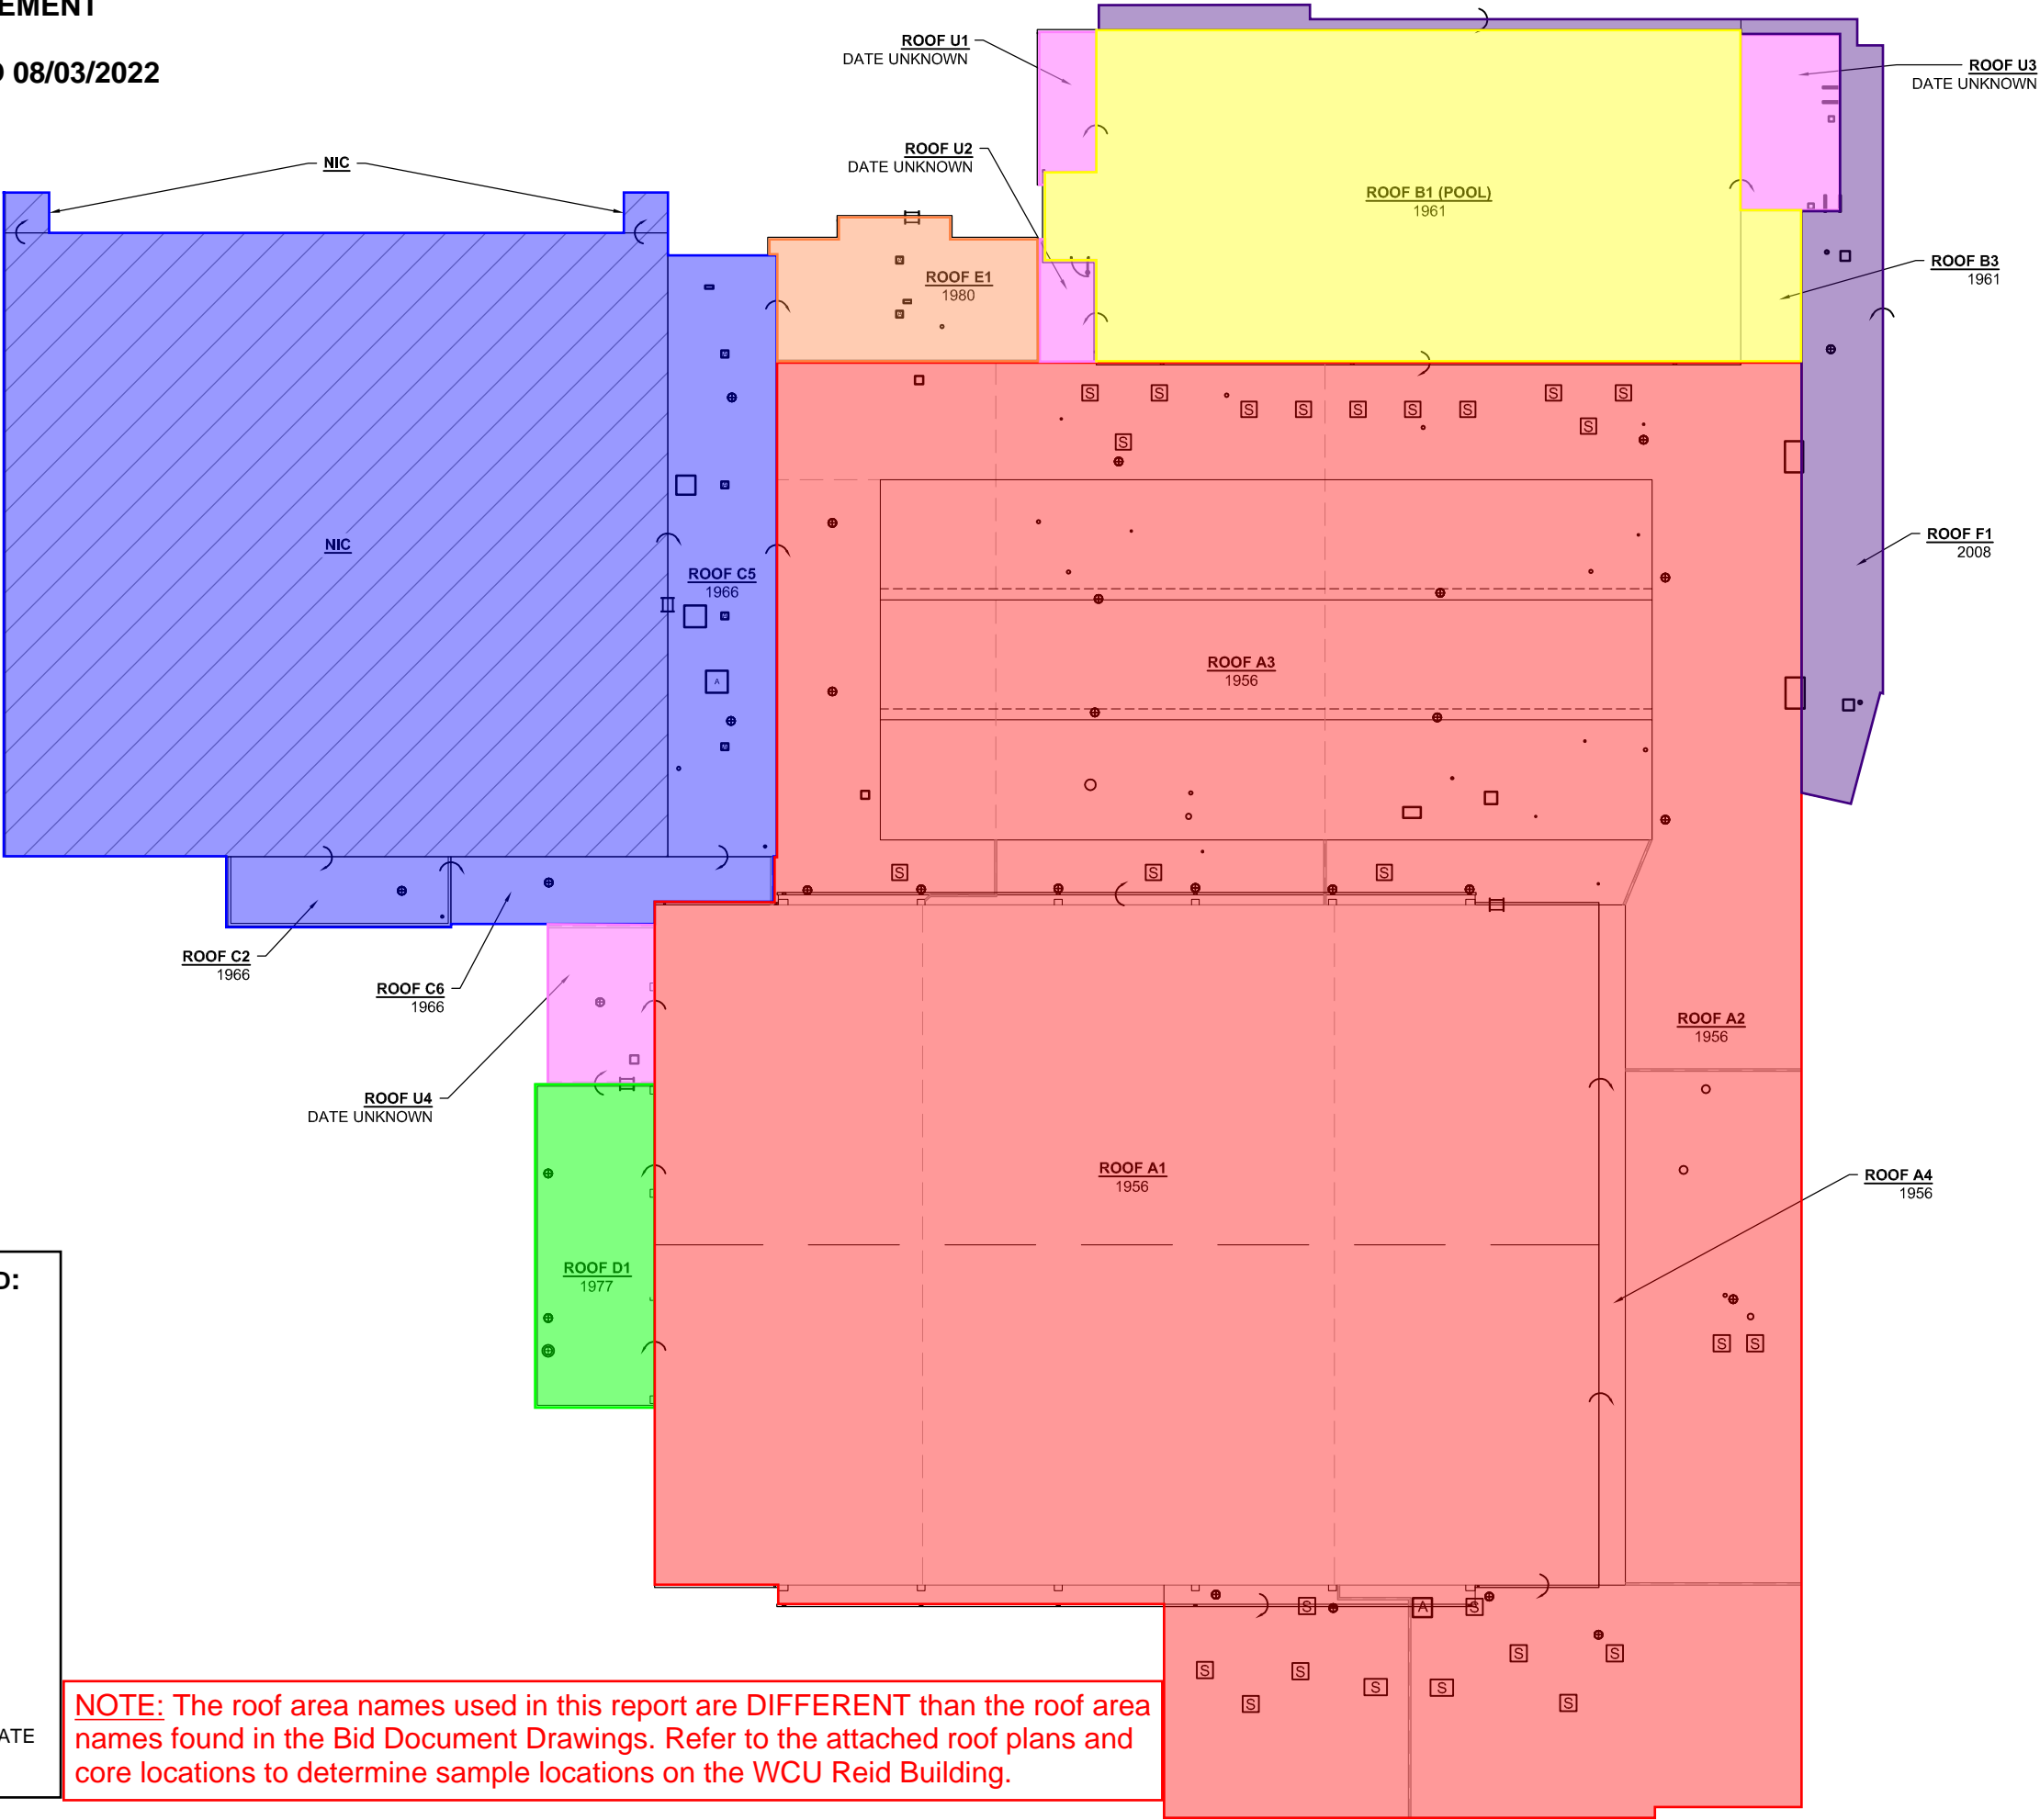 EMENT
08/03/2022
ROOF U1
DATE UNKNOWN
ROOF U3
DATE UNKNOWN
NIC
ROOF U2
DATE UNKNOWN
ROOF B1 (POOL)
1961
ROOF B3
1961
ROOF E1
1980
S S S S S S S S S
S S
NIC
ROOF F1
2008
ROOF C5
1966
ROOF A3
1956
A
S S S
ROOF C2
1966
ROOF C6
1966
ROOF A2
1956
ROOF U4
DATE UNKNOWN
ROOF A1
1956
ROOF A4
1956
ROOF D1
1977
D:
S S
S A S
S S S S S
S S S S
ATE
NOTE: The roof area names used in this report are DIFFERENT than the roof area
names found in the Bid Document Drawings. Refer to the attached roof plans and
core locations to determine sample locations on the WCU Reid Building.